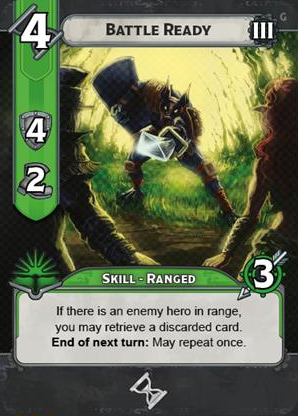 4
BATTLE READY
III
G
4
2
SKILL - RANGED
3
If there is an enemy hero in range,
you may retrieve a discarded card.
End of next turn: May repeat once.